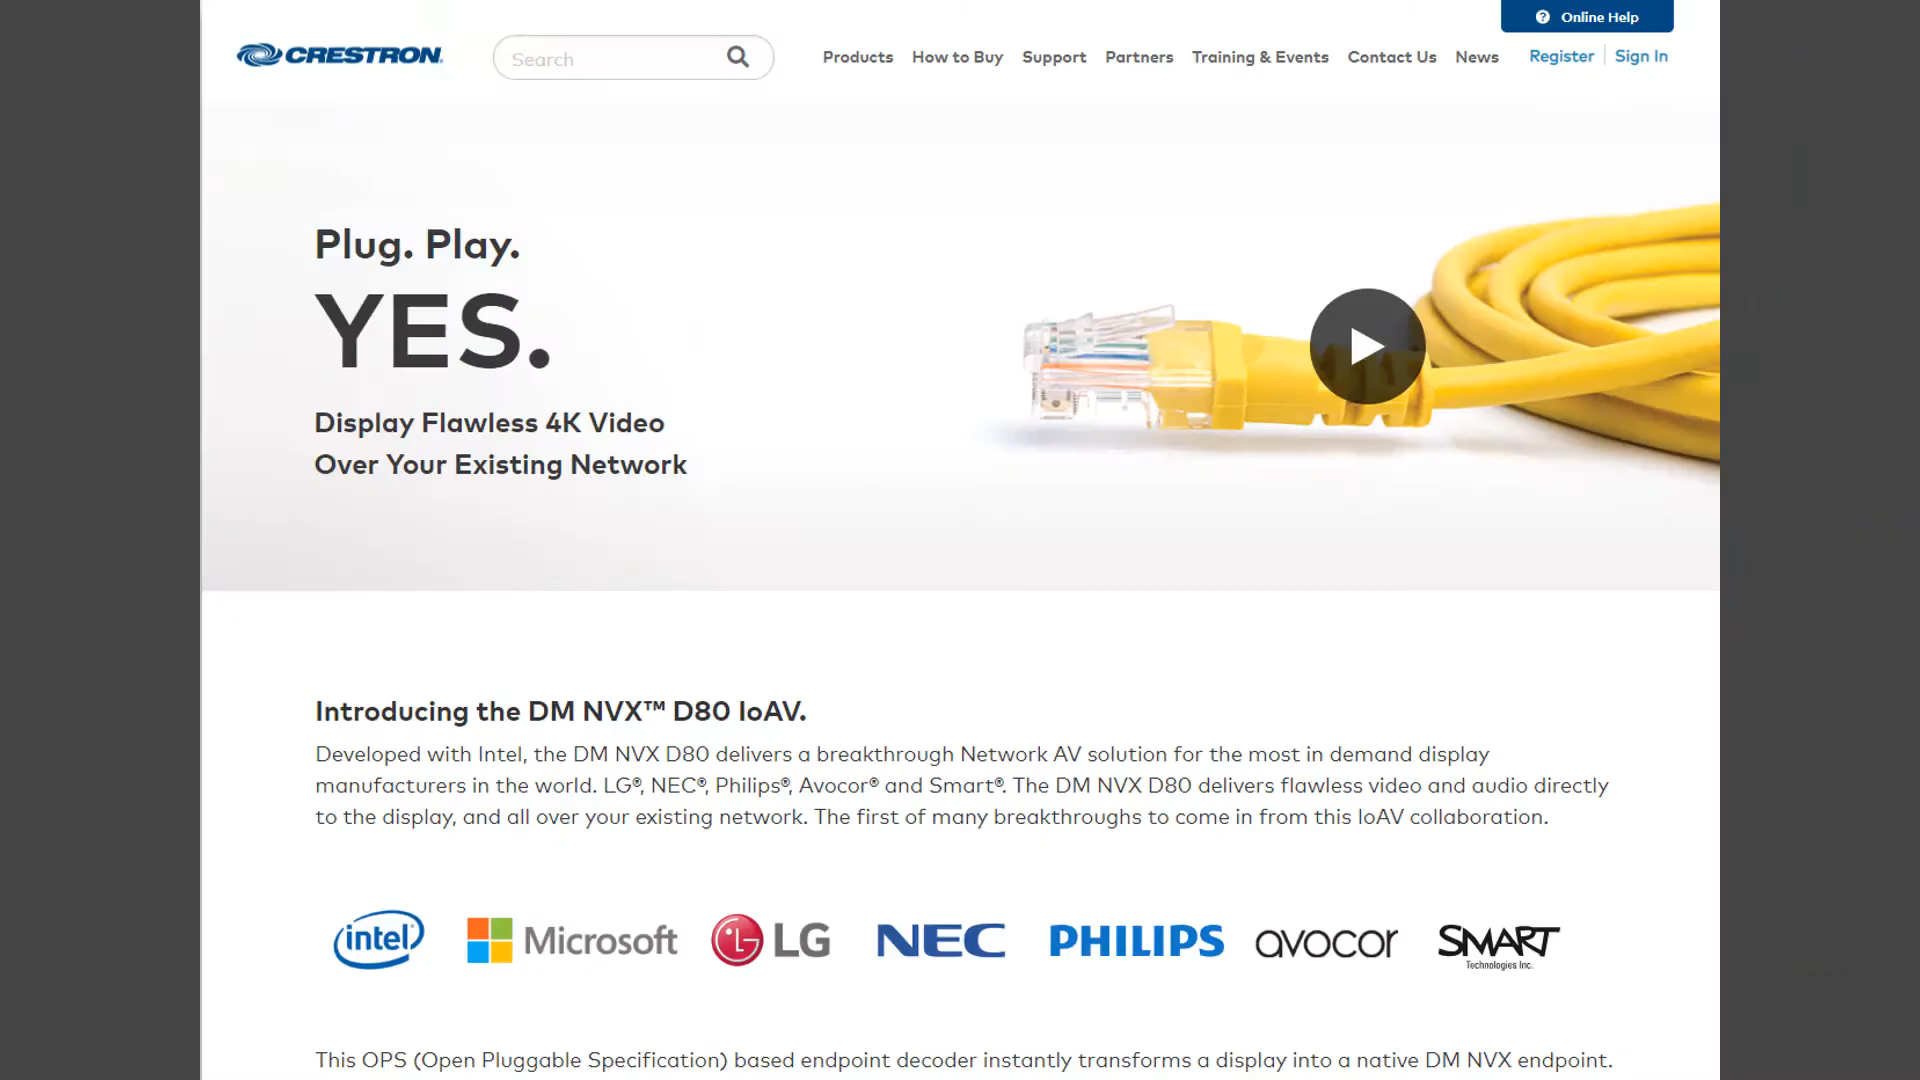 Online Help
CRESTRON
Search
Products How to Buy Support Partners Training & Events Contact Us News Register Sign In
Plug. Play.
YES.
Display Flawless 4K Video
Over Your Existing Network
Introducing the DM NVX™ D80 IoAV.
Developed with Intel, the DM NVX D80 delivers a breakthrough Network AV solution for the most in demand display
manufacturers in the world. LG®, NEC®, Philips®, Avocor® and Smart®. The DM NVX D80 delivers flawless video and audio directly
to the display, and all over your existing network. The first of many breakthroughs to come in from this IoAV collaboration.
intel Microsoft LG NEC PHILIPS avocor SMART
Technologies Inc.
This OPS (Open Pluggable Specification) based endpoint decoder instantly transforms a display into a native DM NVX endpoint.